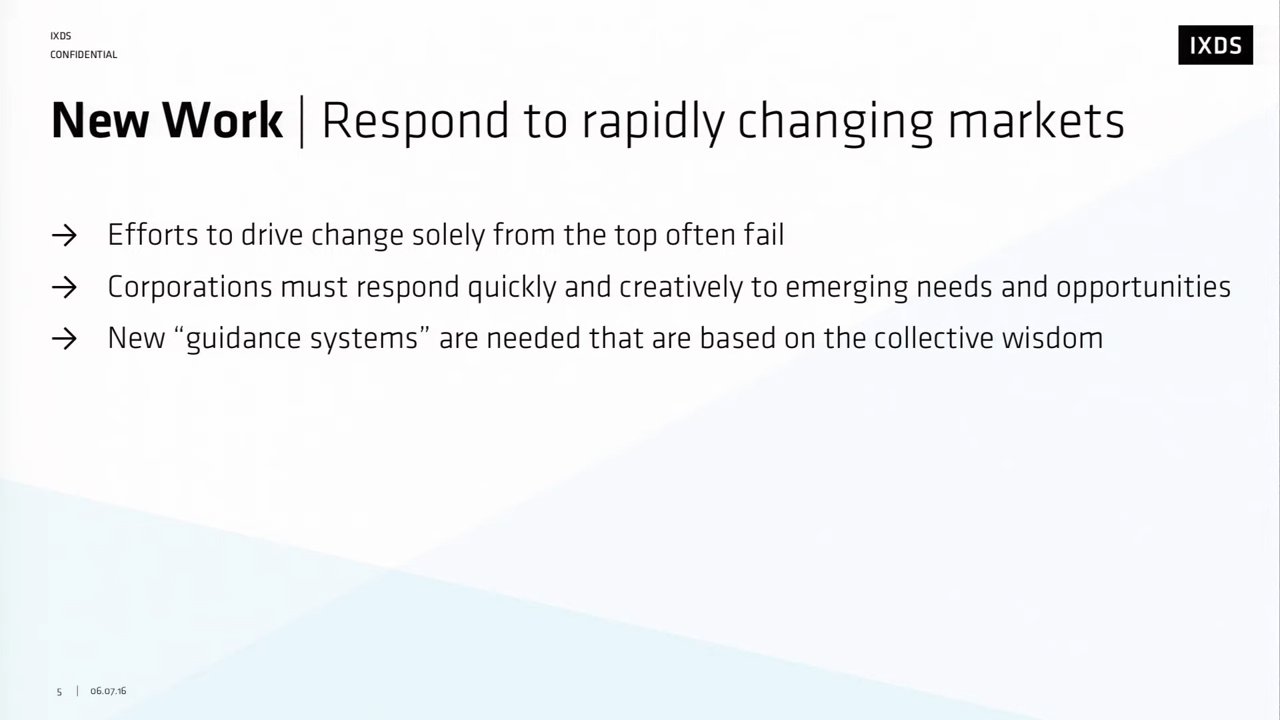 IXDS
CONFIDENTIAL
IXDS
New Work | Respond to rapidly changing markets
→ Efforts to drive change solely from the top often fail
→ Corporations must respond quickly and creatively to emerging needs and opportunities
→ New “guidance systems” are needed that are based on the collective wisdom
5 | 06.07.16